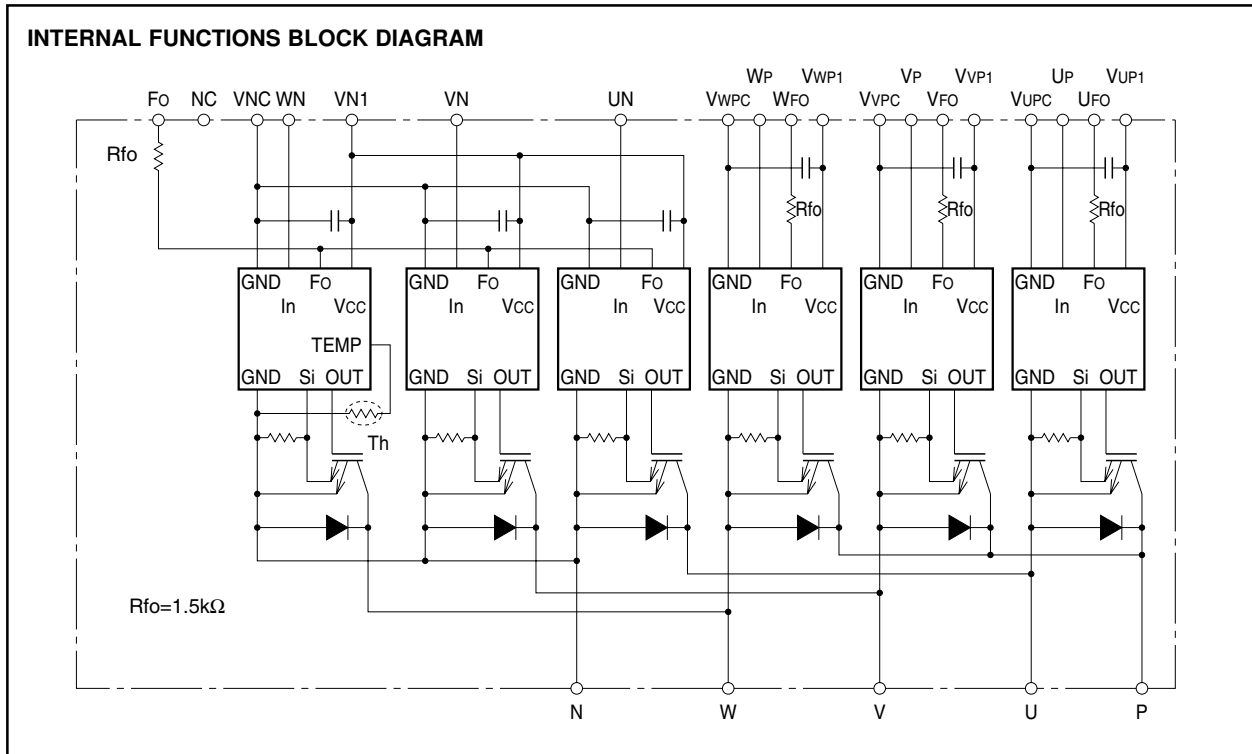 INTERNAL FUNCTIONS BLOCK DIAGRAM
WP VWP1 VP VVP1 UP VUP1
FO NC VNC WN VN1 VN UN VWPC WFO VVPC VFO VUPC UFO
Rfo
Rfo Rfo Rfo
GND FO GND FO GND FO GND FO GND FO GND FO
In VCC In VCC In VCC In VCC In VCC In VCC
TEMP
GND Si OUT GND Si OUT GND Si OUT GND Si OUT GND Si OUT GND Si OUT
Th
Rfo=1.5kΩ
N W V U P